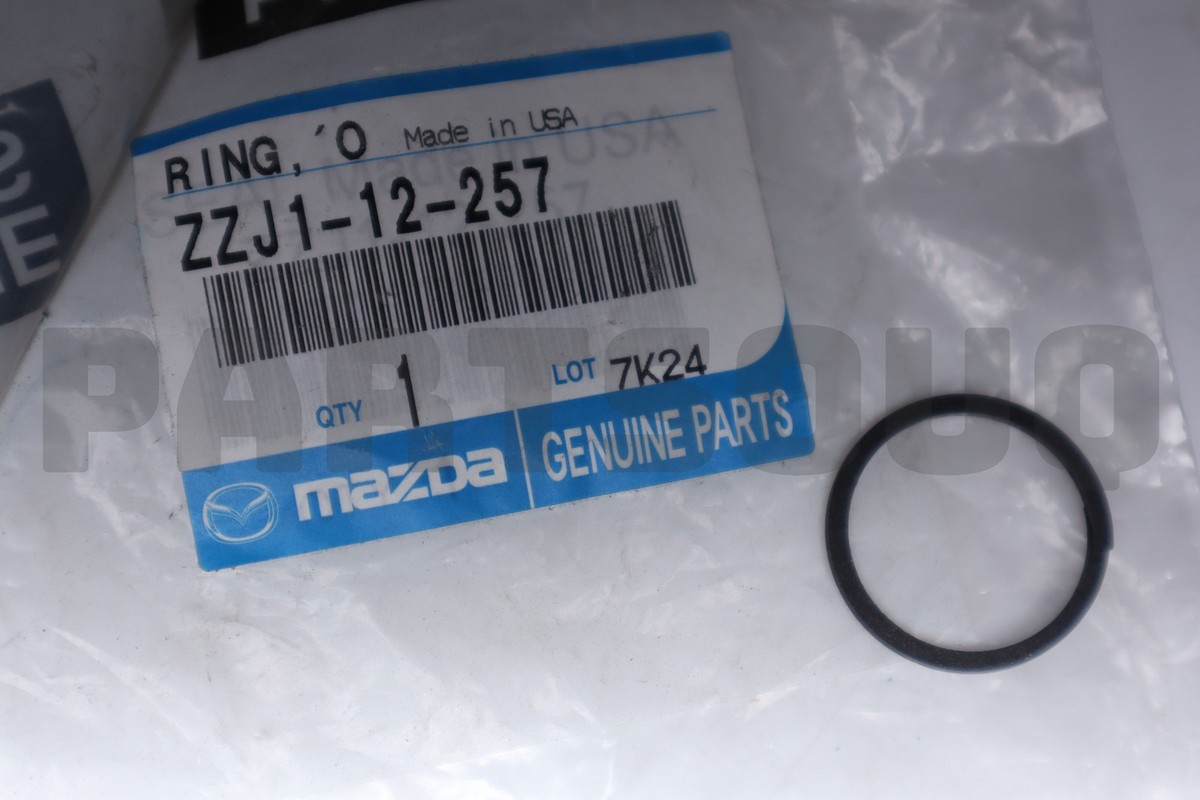 RING, 'O Made in USA
ZZJ1-12-257
QTY 1 LOT 7K24
mazDa GENUINE PARTS
PARTSOUQ